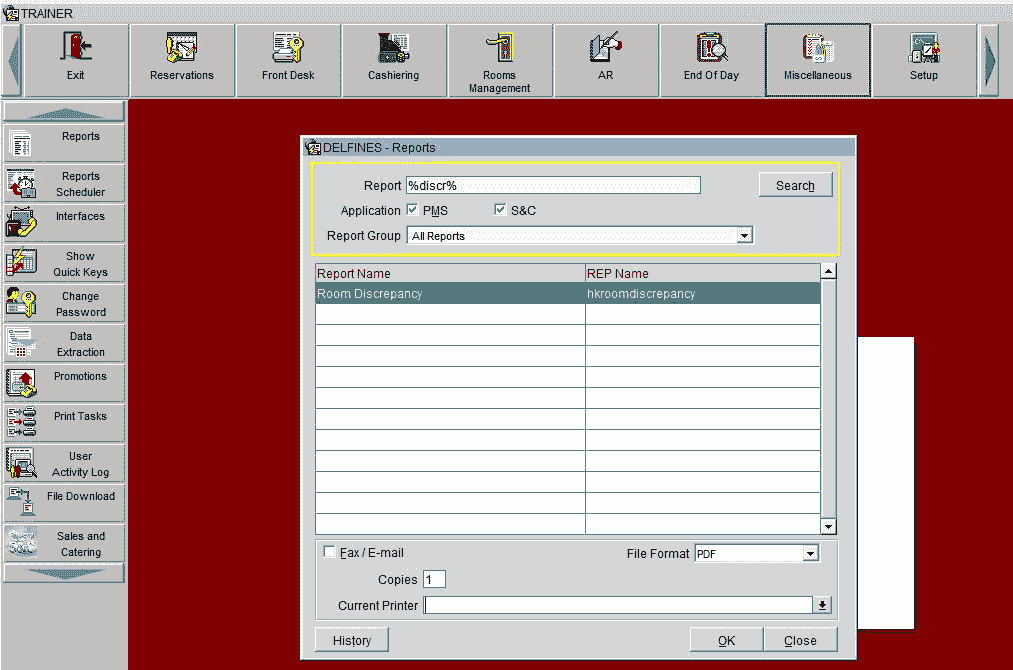 TRAINER
Exit
Reservations
Front Desk
Cashiering
Rooms
Management
AR
End Of Day
Miscellaneous
Setup
Reports
Reports
Scheduler
Interfaces
Show
Quick Keys
Change
Password
Data
Extraction
Promotions
Print Tasks
User
Activity Log
File Download
Sales and
Catering
DELFINES - Reports
Report %discr% Search
Application PMS S&C
Report Group All Reports
Report Name REP Name
Room Discrepancy hkroomdiscrepancy
Fax / E-mail File Format PDF
Copies 1
Current Printer
History OK Close